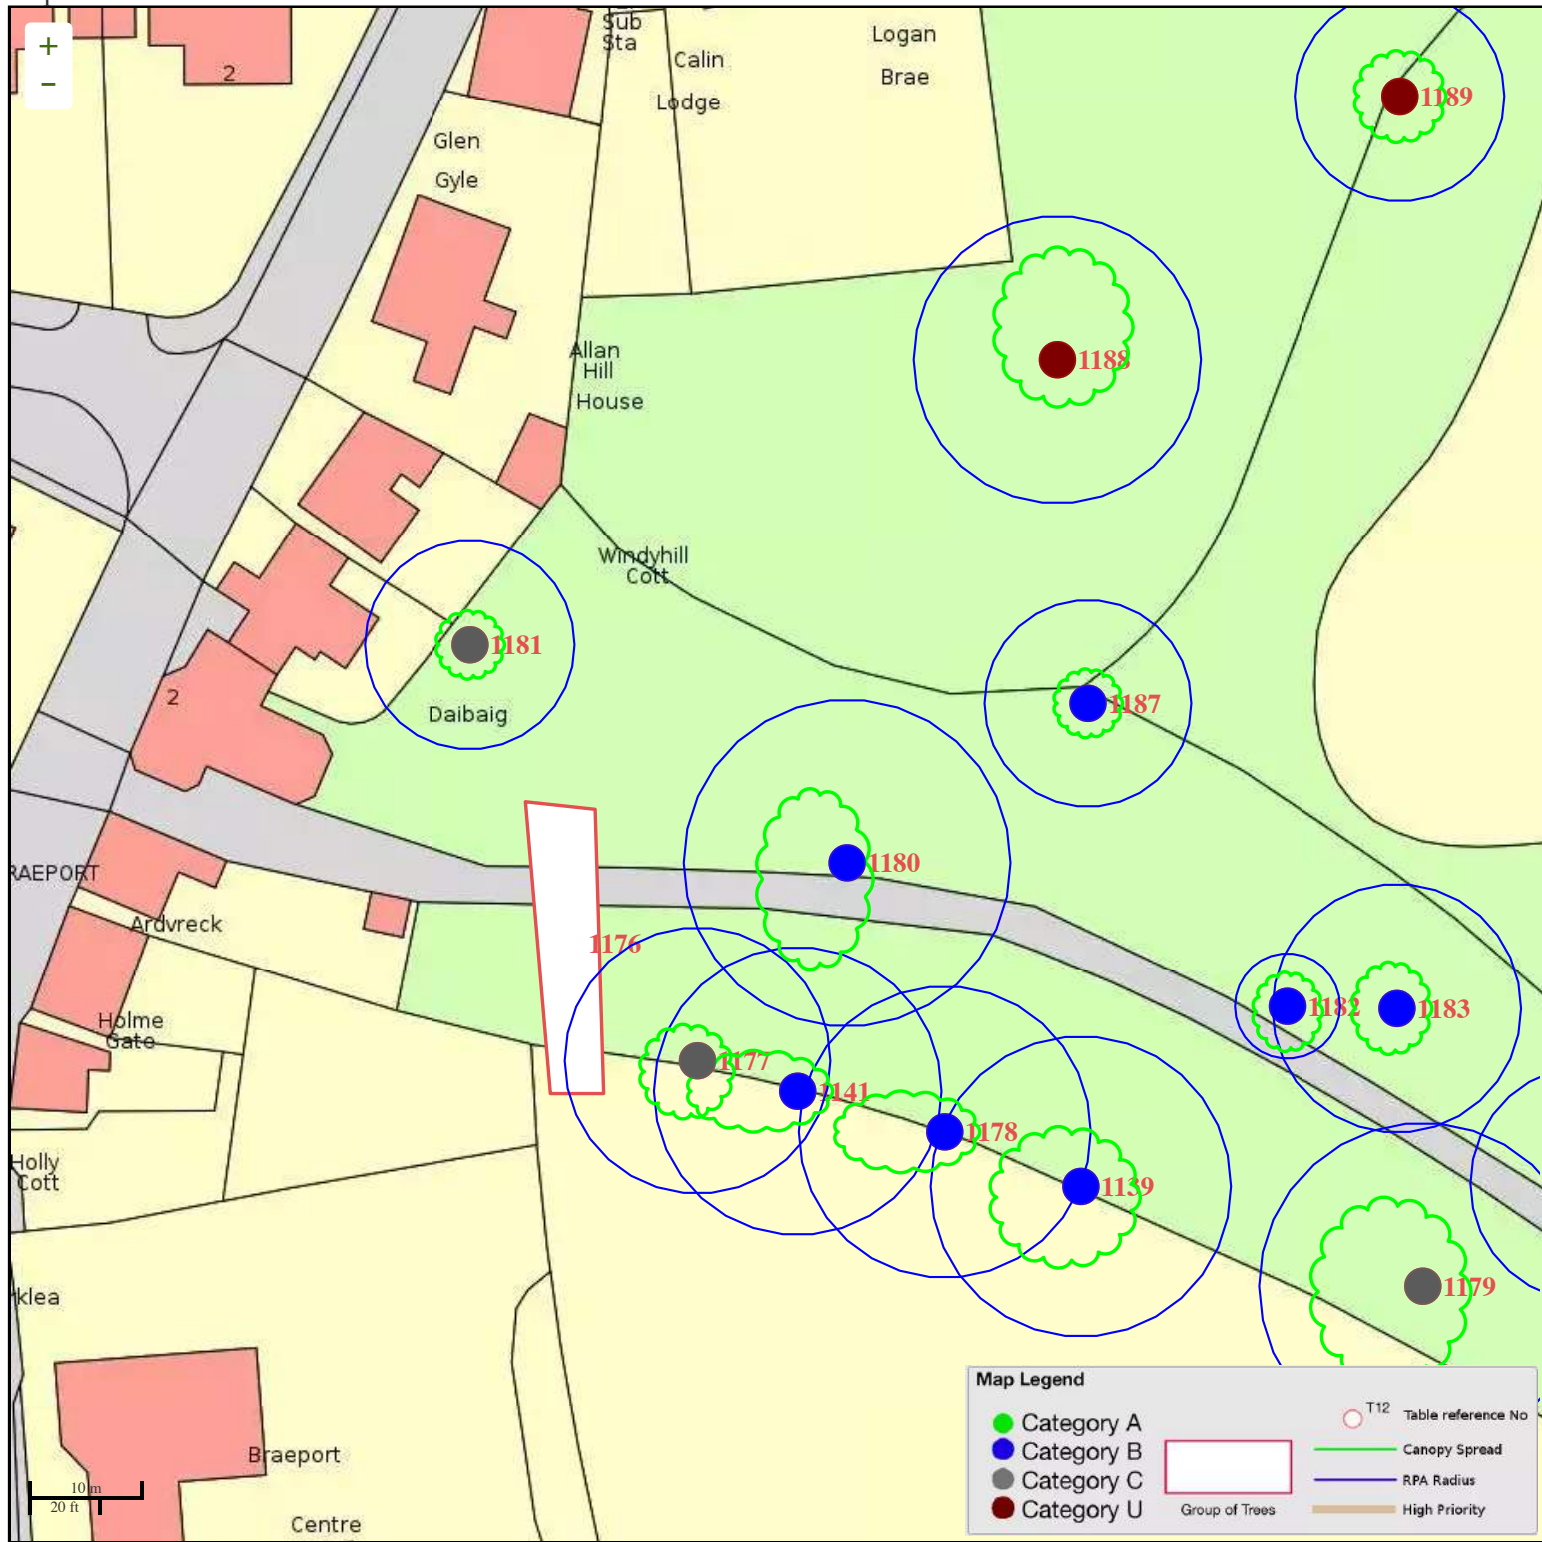 +
−
2
Sub
Sta
Calin
Lodge
Logan
Brae
1189
Glen
Gyle
1188
Allan
Hill
House
Windyhill
Cott
1181
Daibaig
2
1187
1180
RAEPORT
Ardvreck
1176
1182
1183
Holme
Gate
1177
1141
1178
1139
Holly
Cott
klea
1179
Braeport
Centre
10 m
20 ft
Map Legend
Category A
Category B
Category C
Category U
Group of Trees
T12
Table reference No
Canopy Spread
RPA Radius
High Priority